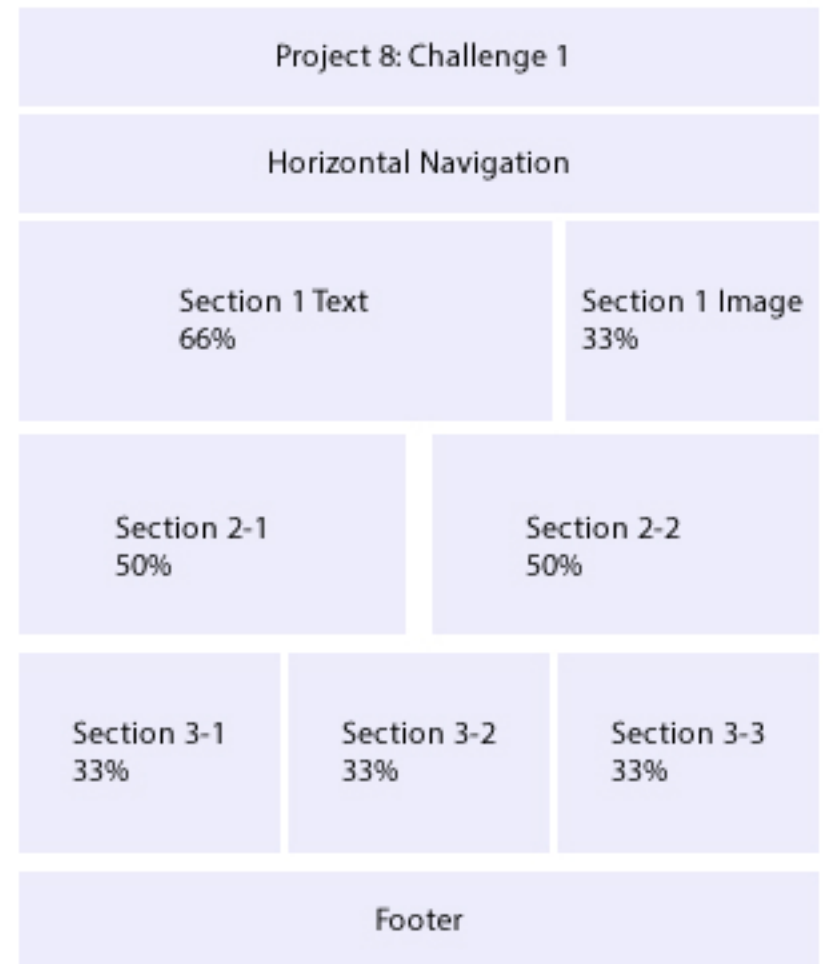 Project 8: Challenge 1
Horizontal Navigation
Section 1 Text
66%
Section 1 Image
33%
Section 2-1
50%
Section 2-2
50%
Section 3-1
33%
Section 3-2
33%
Section 3-3
33%
Footer